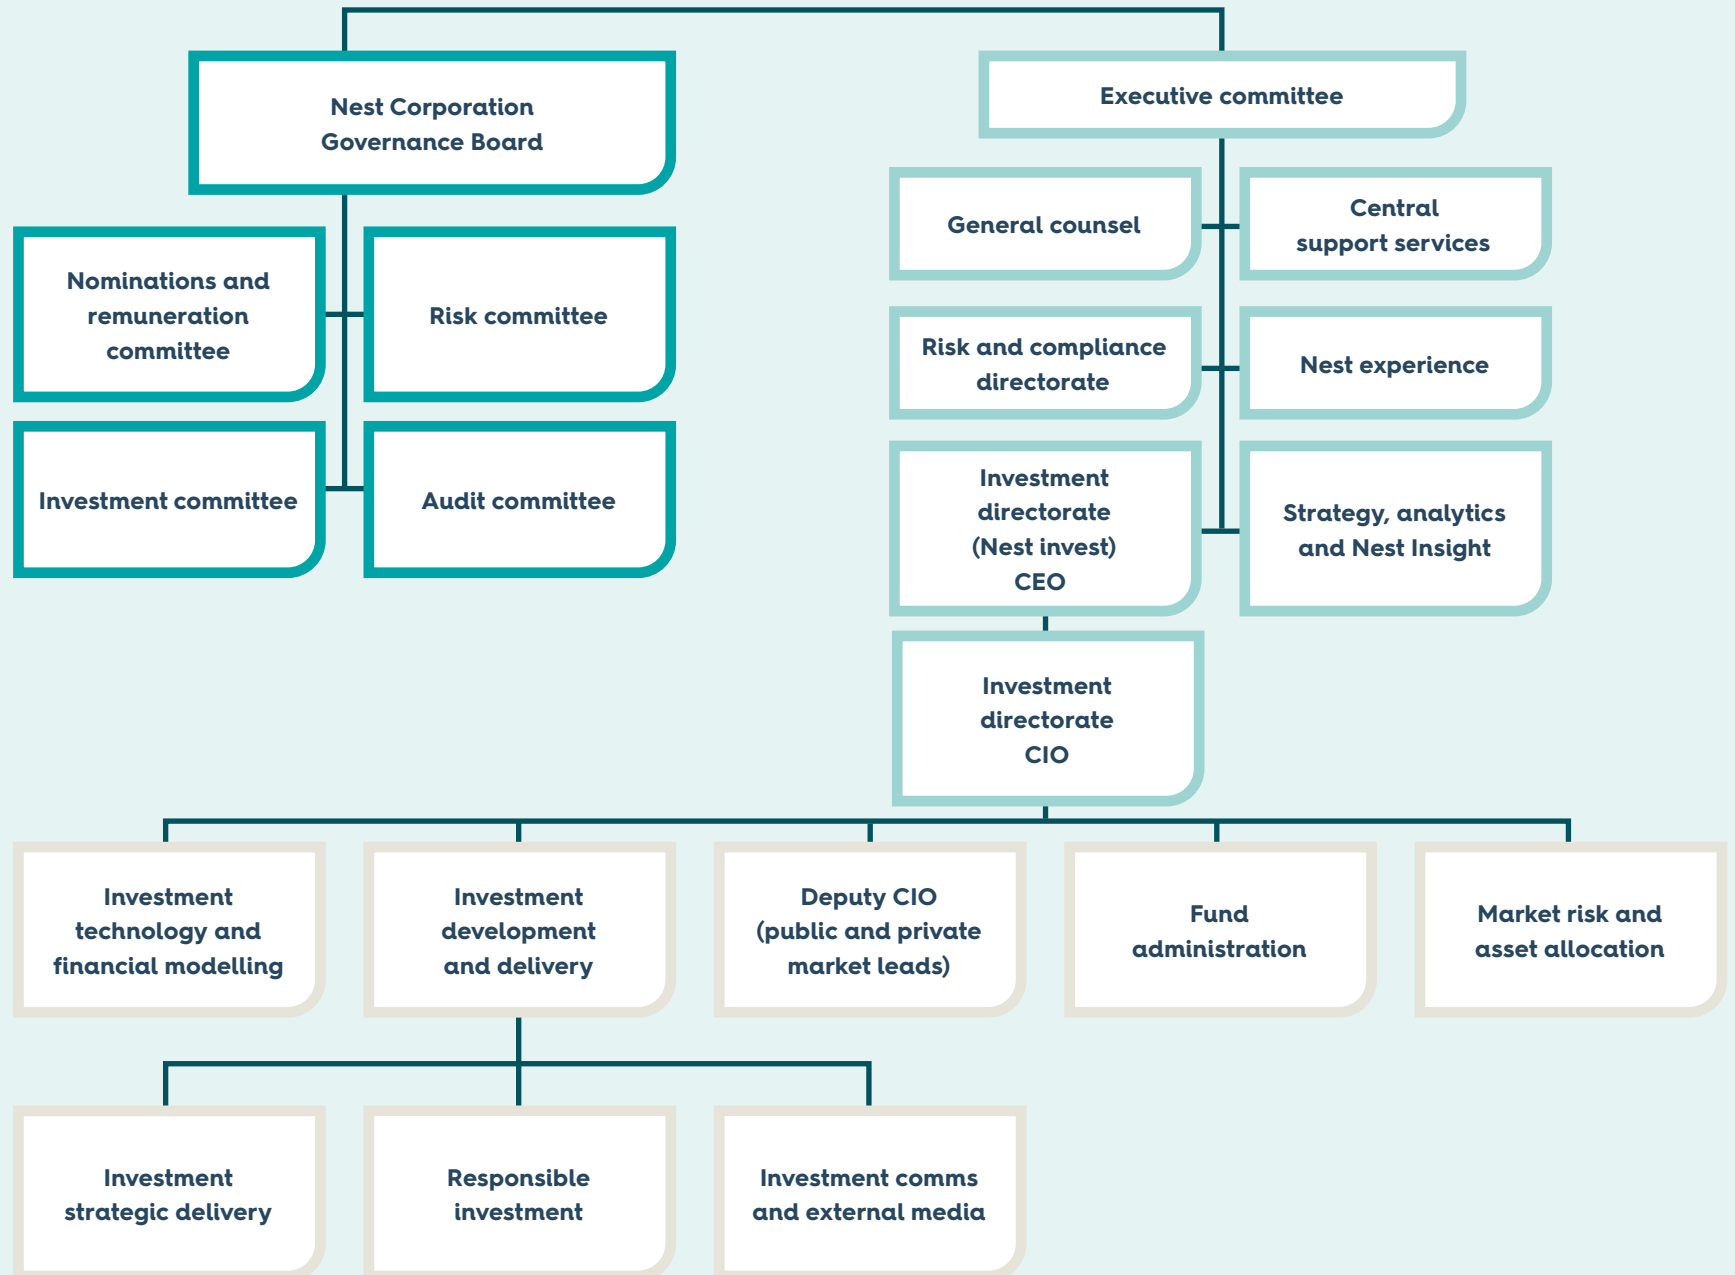 Nest Corporation
Governance Board
Nominations and
remuneration
committee
Risk committee
Investment committee
Audit committee
Executive committee
General counsel
Central
support services
Risk and compliance
directorate
Nest experience
Investment
directorate
(Nest invest)
CEO
Strategy, analytics
and Nest Insight
Investment
directorate
CIO
Investment
technology and
financial modelling
Investment
development
and delivery
Deputy CIO
(public and private
market leads)
Fund
administration
Market risk and
asset allocation
Investment
strategic delivery
Responsible
investment
Investment comms
and external media